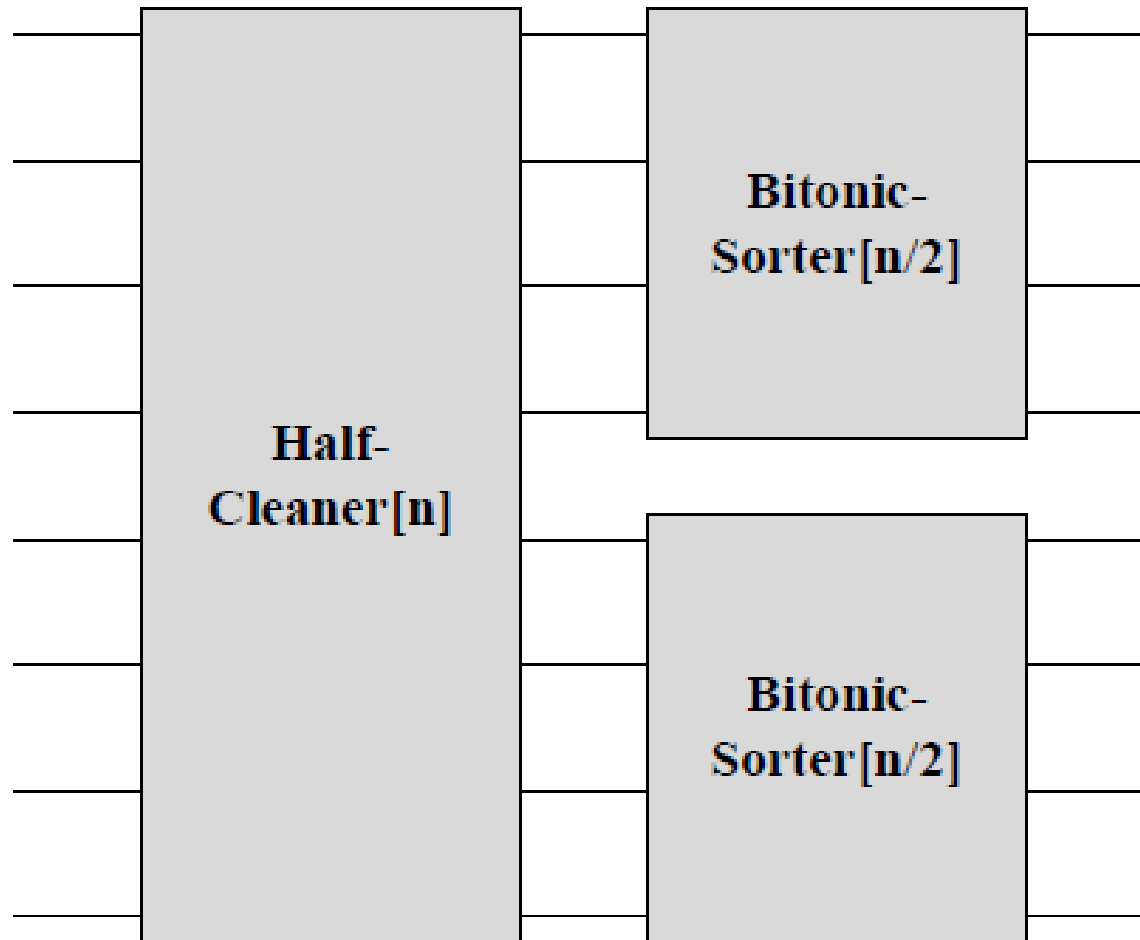 Bitonic-
Sorter[n/2]
Half-
Cleaner[n]
Bitonic-
Sorter[n/2]